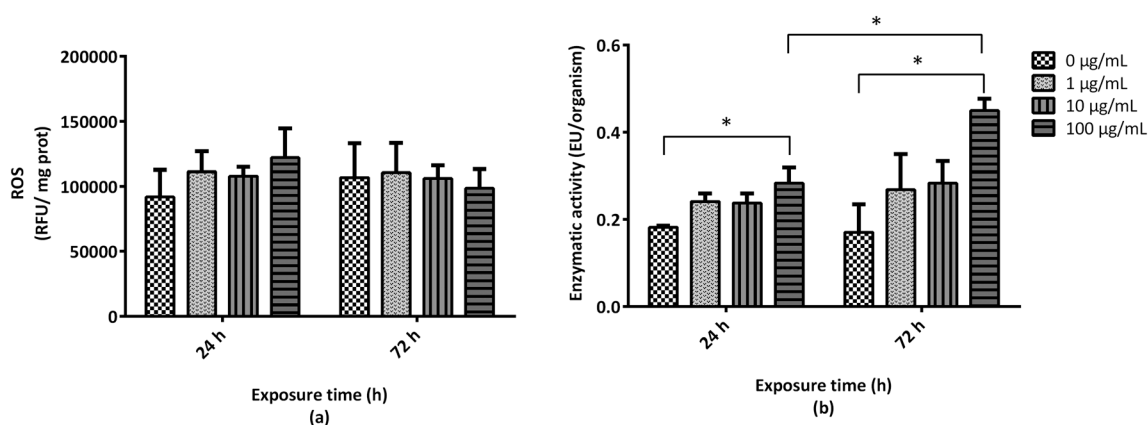 ROS
(RFU/ mg prot)
200000
150000
100000
50000
0
24 h
72 h
Exposure time (h)
(a)
Enzymatic activity (EU/organism)
0.6
0.4
0.2
0.0
*
*
*
24 h
72 h
Exposure time (h)
(b)
0 µg/mL
1 µg/mL
10 µg/mL
100 µg/mL